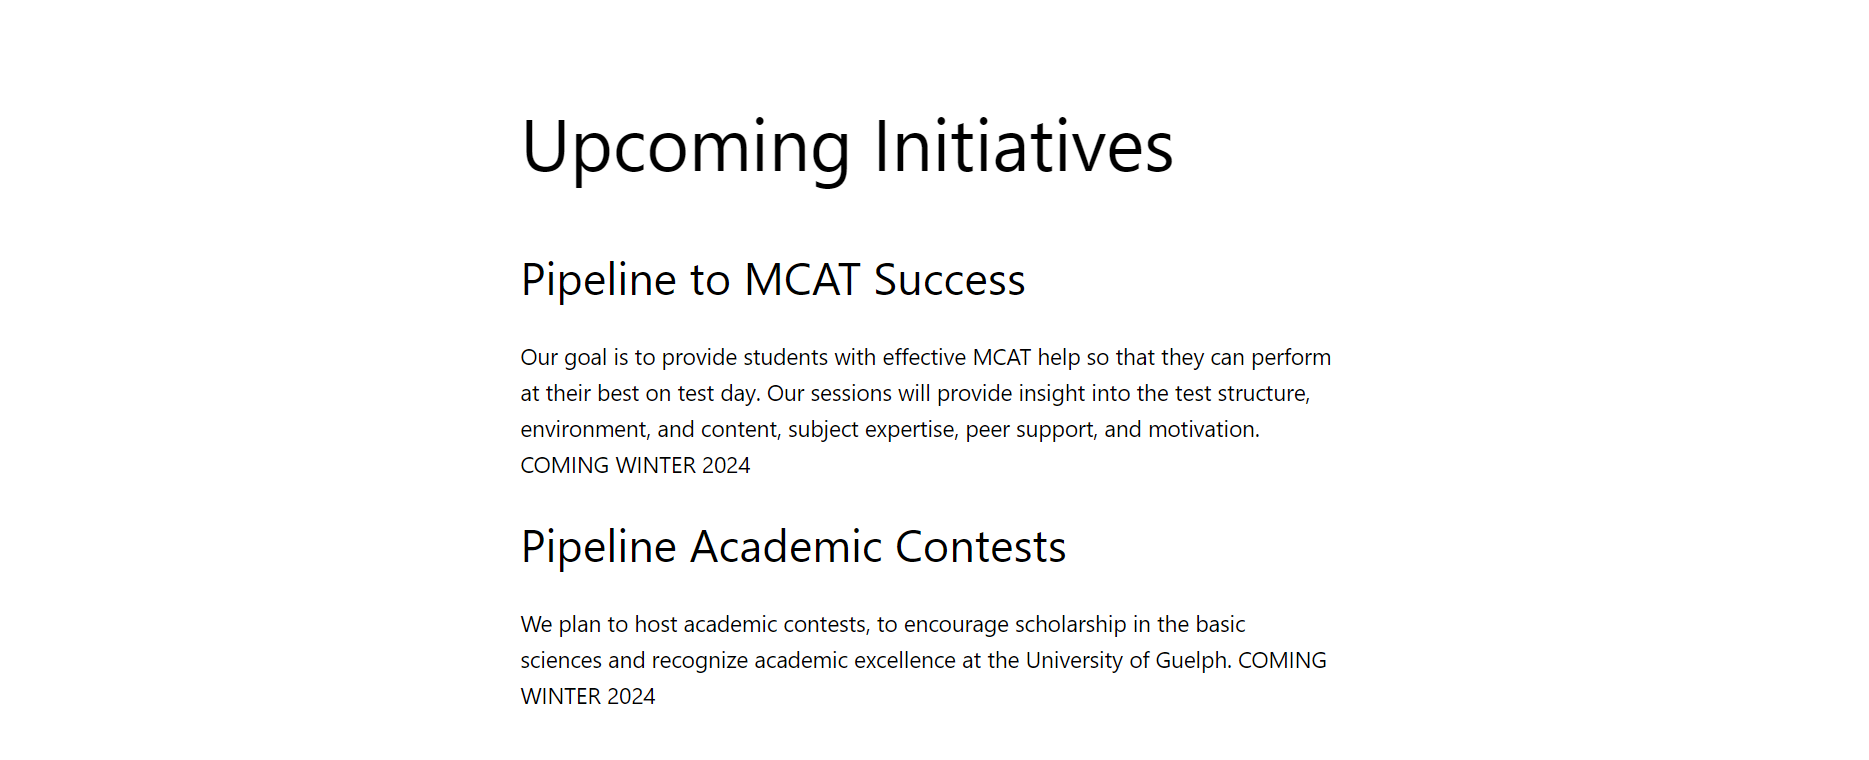 Upcoming Initiatives
Pipeline to MCAT Success
Our goal is to provide students with effective MCAT help so that they can perform
at their best on test day. Our sessions will provide insight into the test structure,
environment, and content, subject expertise, peer support, and motivation.
COMING WINTER 2024
Pipeline Academic Contests
We plan to host academic contests, to encourage scholarship in the basic
sciences and recognize academic excellence at the University of Guelph. COMING
WINTER 2024